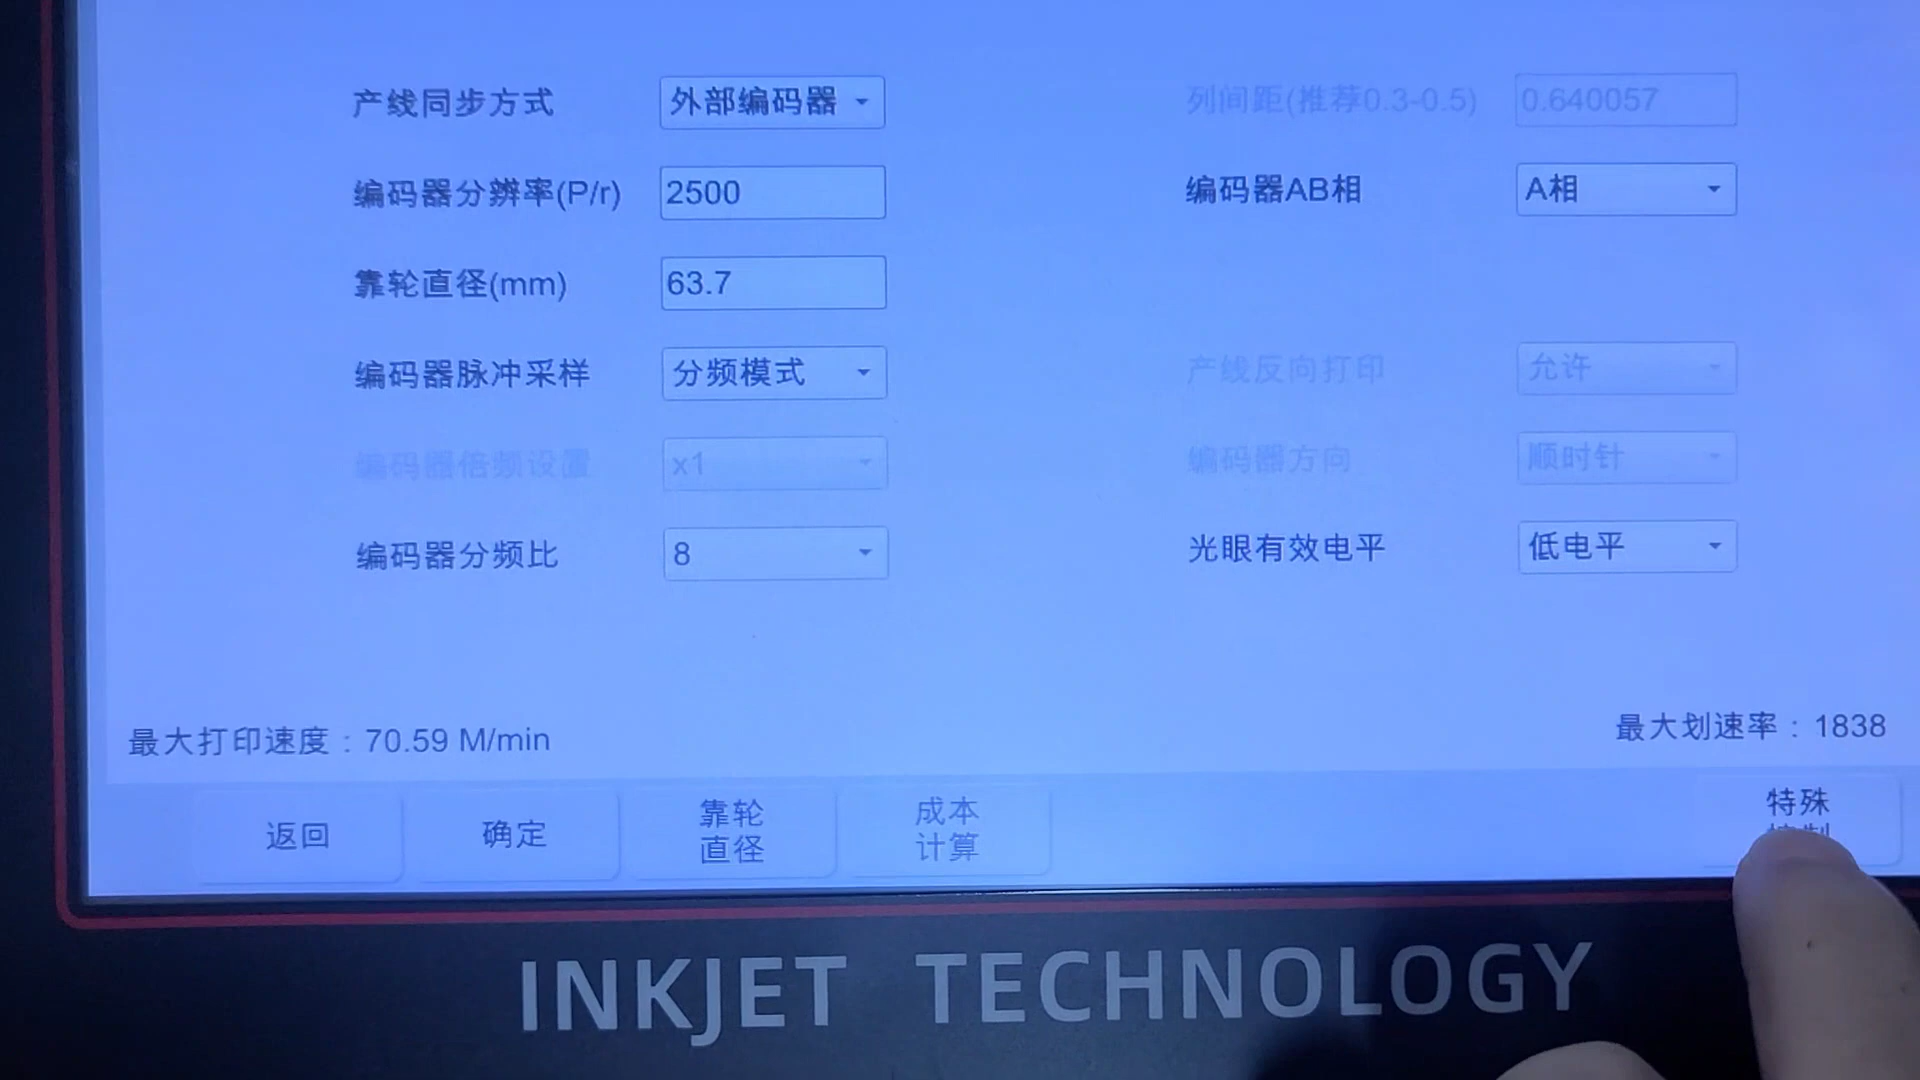 产线同步方式 外部编码器 列间距(推荐0.3-0.5) 0.640057
编码器分辨率(P/r) 2500 编码器AB相 A相
靠轮直径(mm) 63.7
编码器脉冲采样 分频模式 产线反向打印 允许
编码器倍频设置 x1 编码器方向 顺时针
编码器分频比 8 光眼有效电平 低电平
最大打印速度：70.59 M/min 最大划速率：1838
返回
确定
靠轮
直径
成本
计算
特殊
INKJET TECHNOLOGY